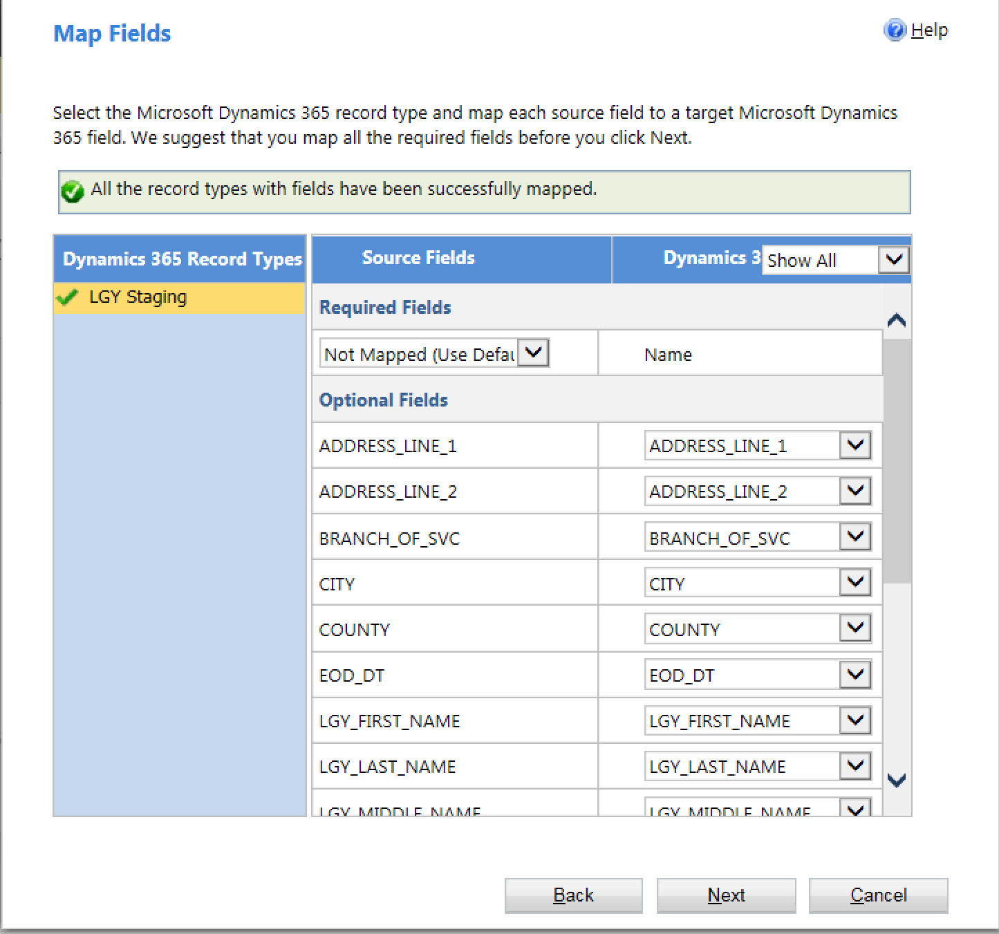 Map Fields
Help
Select the Microsoft Dynamics 365 record type and map each source field to a target Microsoft Dynamics
365 field. We suggest that you map all the required fields before you click Next.
All the record types with fields have been successfully mapped.
Dynamics 365 Record Types
Source Fields
Dynamics 3
Show All
LGY Staging
Required Fields
Not Mapped (Use Defau
Name
Optional Fields
ADDRESS_LINE_1
ADDRESS_LINE_1
ADDRESS_LINE_2
ADDRESS_LINE_2
BRANCH_OF_SVC
BRANCH_OF_SVC
CITY
CITY
COUNTY
COUNTY
EOD_DT
EOD_DT
LGY_FIRST_NAME
LGY_FIRST_NAME
LGY_LAST_NAME
LGY_LAST_NAME
LGY_MIDDLE_NAME
LGY_MIDDLE_NAME
Back
Next
Cancel